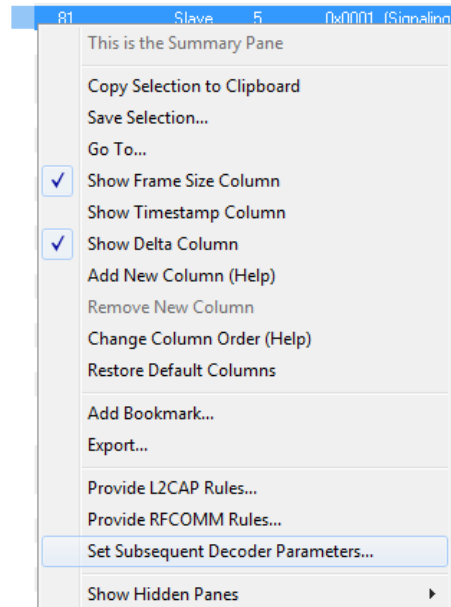 81 Slave 5 0x0001 (Signaling
This is the Summary Pane
Copy Selection to Clipboard
Save Selection...
Go To...
Show Frame Size Column
Show Timestamp Column
Show Delta Column
Add New Column (Help)
Remove New Column
Change Column Order (Help)
Restore Default Columns
Add Bookmark...
Export...
Provide L2CAP Rules...
Provide RFCOMM Rules...
Set Subsequent Decoder Parameters...
Show Hidden Panes